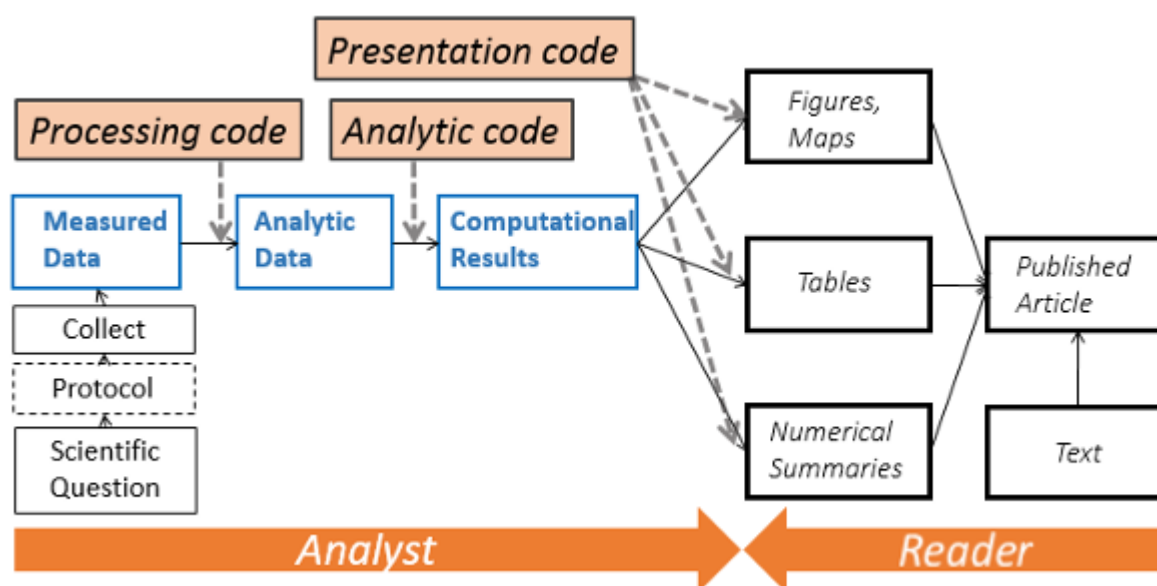 Presentation code
Processing code
Analytic code
Figures,
Maps
Measured
Data
Analytic
Data
Computational
Results
Tables
Published
Article
Collect
Protocol
Scientific
Question
Numerical
Summaries
Text
Analyst
Reader